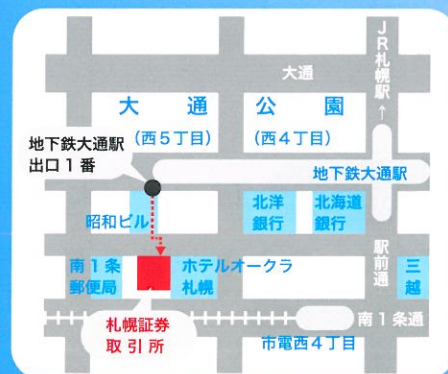 JR札幌駅→
大通
大通公園
(西5丁目)
(西4丁目)
地下鉄大通駅
出口1番
地下鉄大通駅
昭和ビル
北洋
銀行
北海道
銀行
駅前通
南1条
郵便局
ホテルオークラ
札幌
三越
札幌証券
取引所
南1条通
市電西4丁目